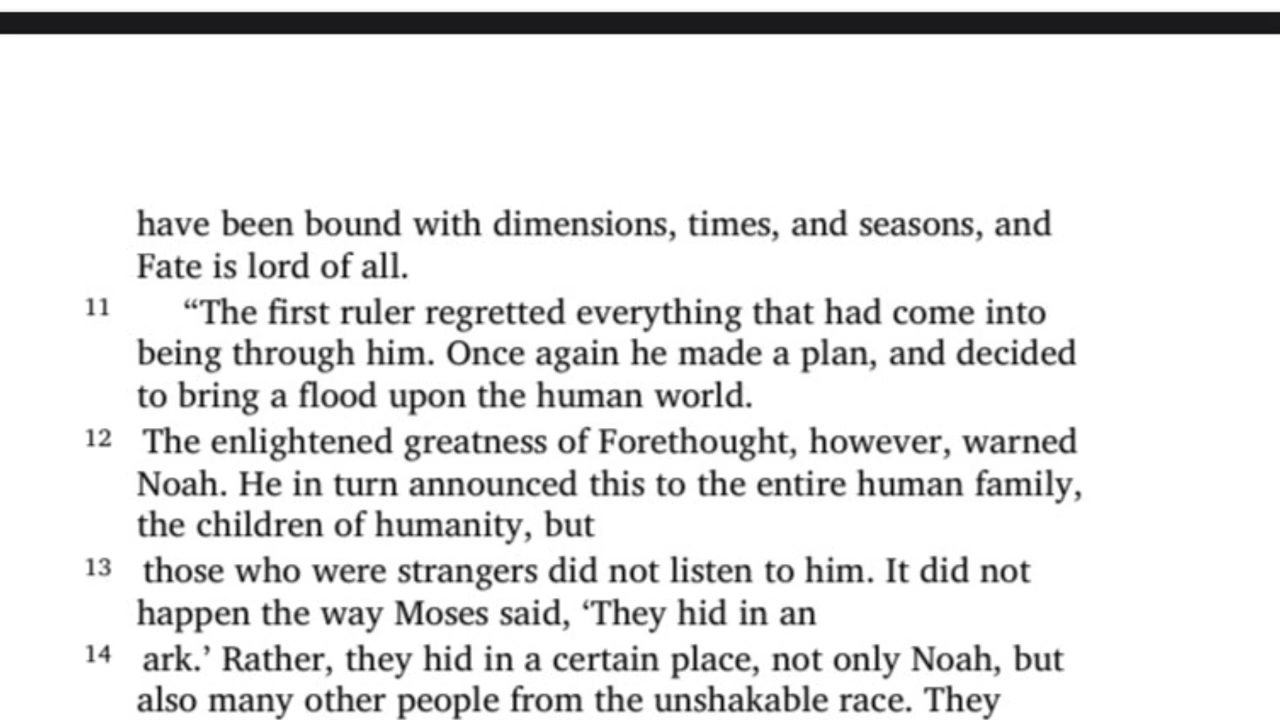 have been bound with dimensions, times, and seasons, and
Fate is lord of all.
11 “The first ruler regretted everything that had come into
being through him. Once again he made a plan, and decided
to bring a flood upon the human world.
12 The enlightened greatness of Forethought, however, warned
Noah. He in turn announced this to the entire human family,
the children of humanity, but
13 those who were strangers did not listen to him. It did not
happen the way Moses said, ‘They hid in an
14 ark.’ Rather, they hid in a certain place, not only Noah, but
also many other people from the unshakable race. They